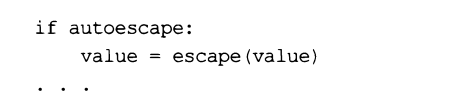 if autoescape:
    value = escape(value)
. . .